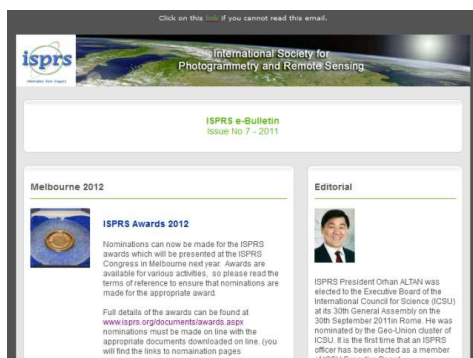 Click on this link if you cannot read this email.
isprs
International Society for
Photogrammetry and Remote Sensing
ISPRS e-Bulletin
Issue No 7 - 2011
Melbourne 2012
ISPRS Awards 2012
Nominations can now be made for the ISPRS
awards which will be presented at the ISPRS
Congress in Melbourne next year. Awards are
available for various activities, so please read the
terms of reference to ensure that nominations are
made for the appropriate award.
Full details of the awards can be found at
www.isprs.org/documents/awards.aspx
nominations must be made on line with the
appropriate documents downloaded on line. (you
will find the links to nomaination pages
Editorial
ISPRS President Orhan ALTAN was
elected to the Executive Board of the
International Council for Science (ICSU)
at its 30th General Assembly on the
30th September 2011in Rome. He was
nominated by the Geo-Union cluster of
ICSU. It is the first time that an ISPRS
officer has been elected as a member